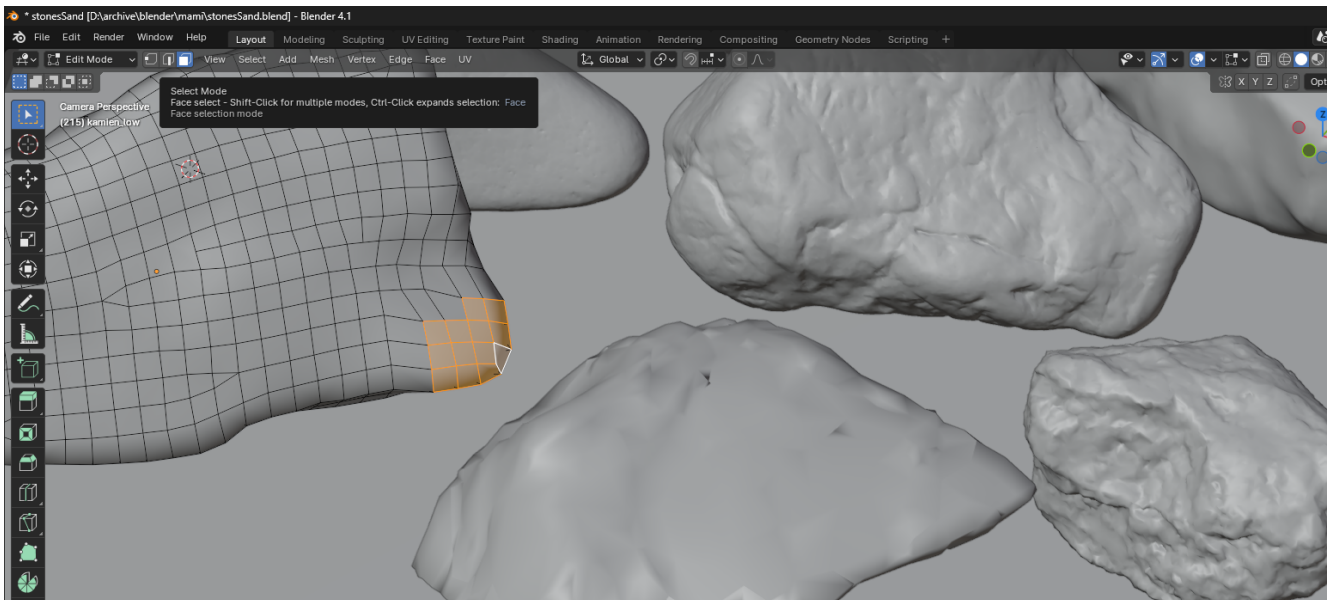 * stonesSand [D:\archive\blender\mami\stonesSand.blend] - Blender 4.1
File Edit Render Window Help Layout Modeling Sculpting UV Editing Texture Paint Shading Animation Rendering Compositing Geometry Nodes Scripting +
Edit Mode View Select Add Mesh Vertex Edge Face UV Global
X Y Z Opt
Select Mode
Face select - Shift-Click for multiple modes, Ctrl-Click expands selection: Face
Face selection mode
Camera Perspective
(215) kamien_low
Z